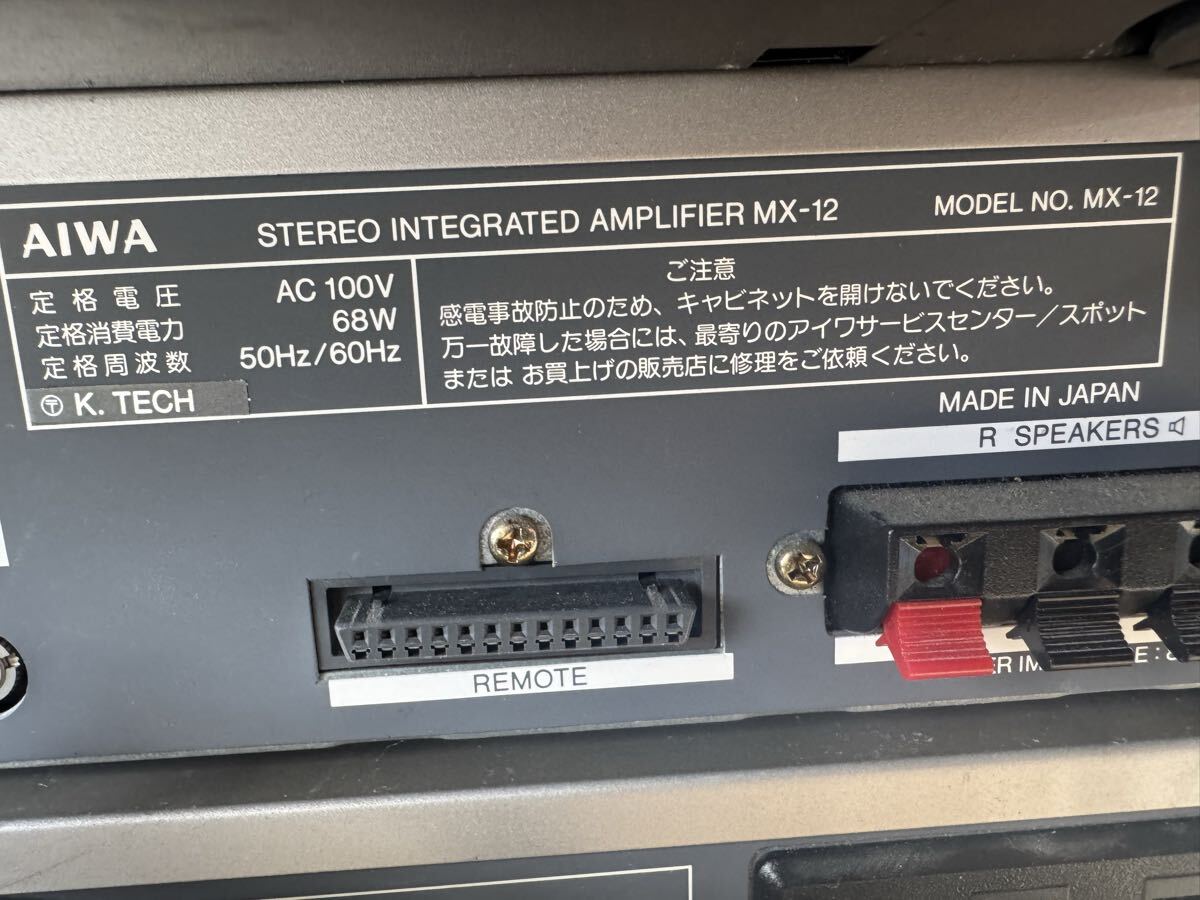 AIWA STEREO INTEGRATED AMPLIFIER MX-12 MODEL NO. MX-12
定格電圧 AC 100V
定格消費電力 68W
定格周波数 50Hz/60Hz
〶 K. TECH
ご注意
感電事故防止のため、キャビネットを開けないでください。
万一故障した場合には、最寄りのアイワサービスセンター/スポット
または お買上げの販売店に修理をご依頼ください。
MADE IN JAPAN
R SPEAKERS
REMOTE